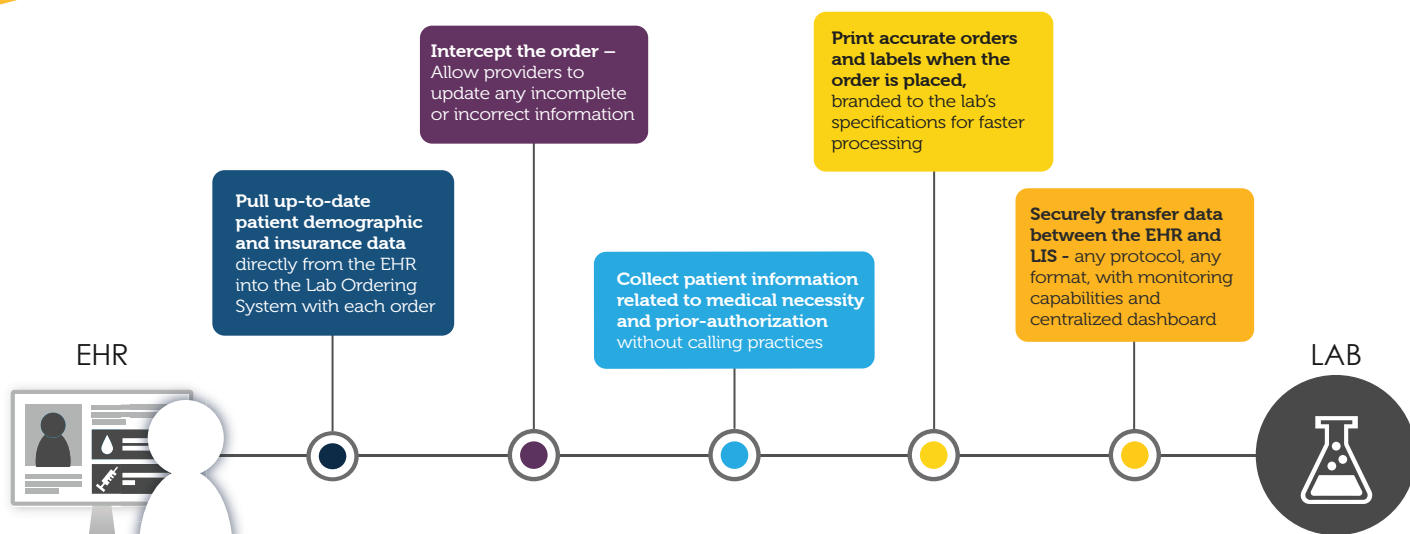 EHR
Pull up-to-date
patient demographic
and insurance data
directly from the EHR
into the Lab Ordering
System with each order
Intercept the order –
Allow providers to
update any incomplete
or incorrect information
Collect patient information
related to medical necessity
and prior-authorization
without calling practices
Print accurate orders
and labels when the
order is placed,
branded to the lab's
specifications for faster
processing
Securely transfer data
between the EHR and
LIS - any protocol, any
format, with monitoring
capabilities and
centralized dashboard
LAB